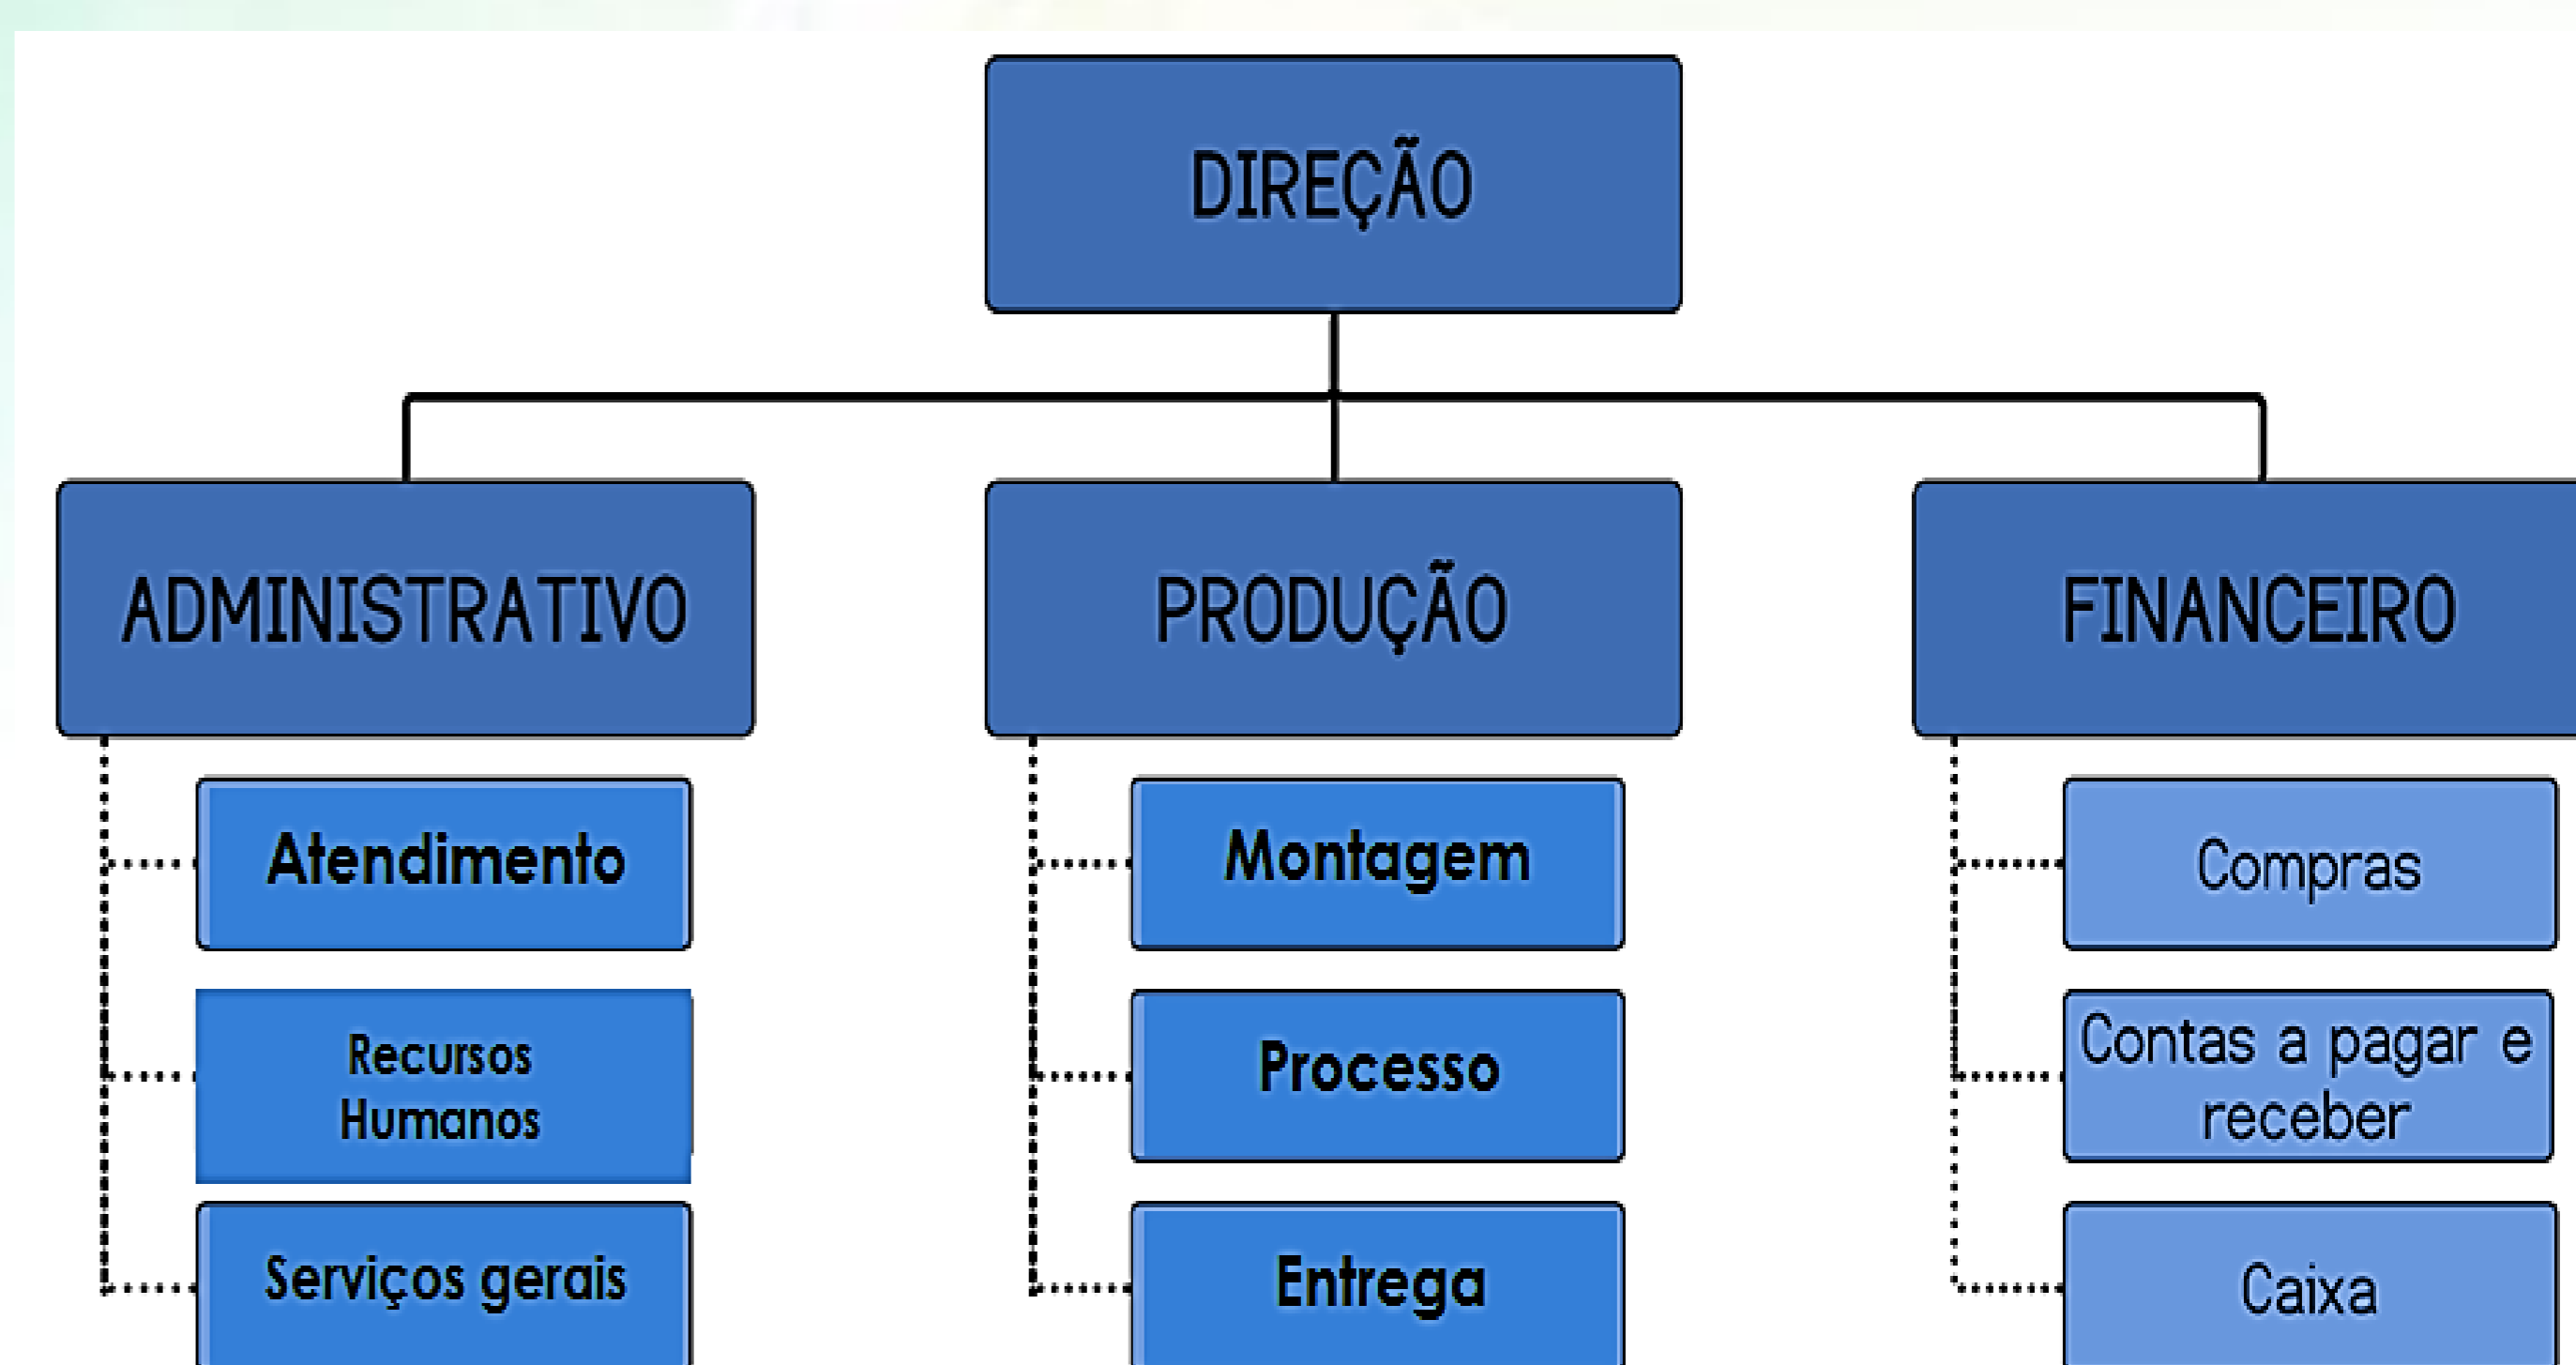 DIREÇÃO
ADMINISTRATIVO
PRODUÇÃO
FINANCEIRO
Atendimento
Recursos
Humanos
Serviços gerais
Montagem
Processo
Entrega
Compras
Contas a pagar e
receber
Caixa